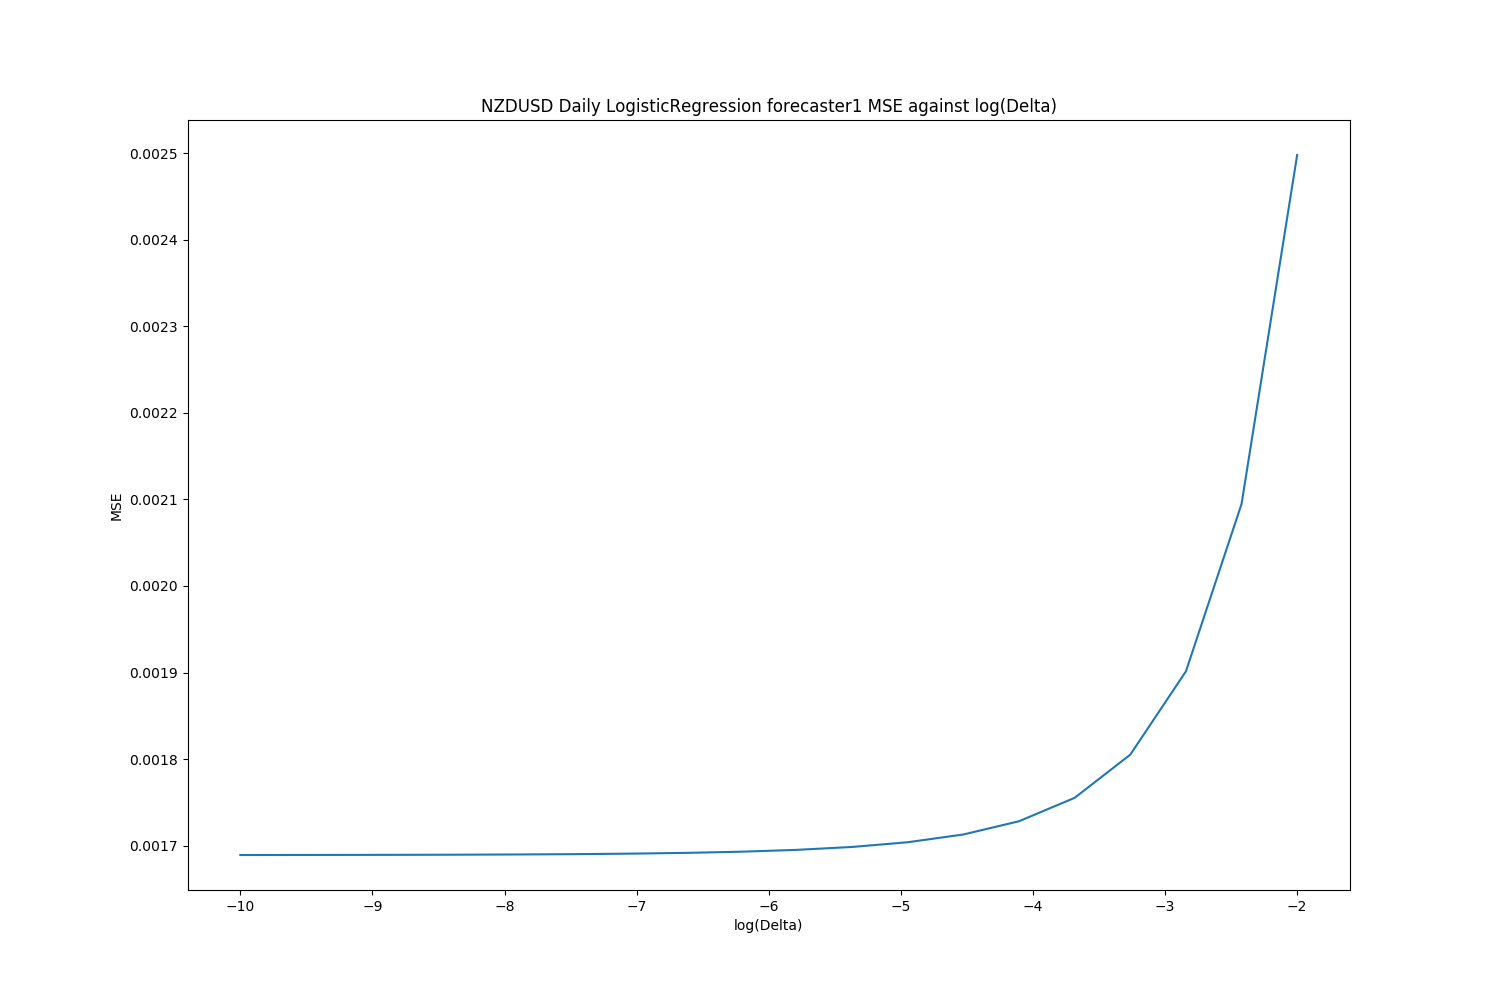 NZDUSD Daily LogisticRegression forecaster1 MSE against log(Delta)
0.0025
0.0024
0.0023
0.0022
0.0021
0.0020
0.0019
0.0018
0.0017
MSE
−10 −9 −8 −7 −6 −5 −4 −3 −2
log(Delta)